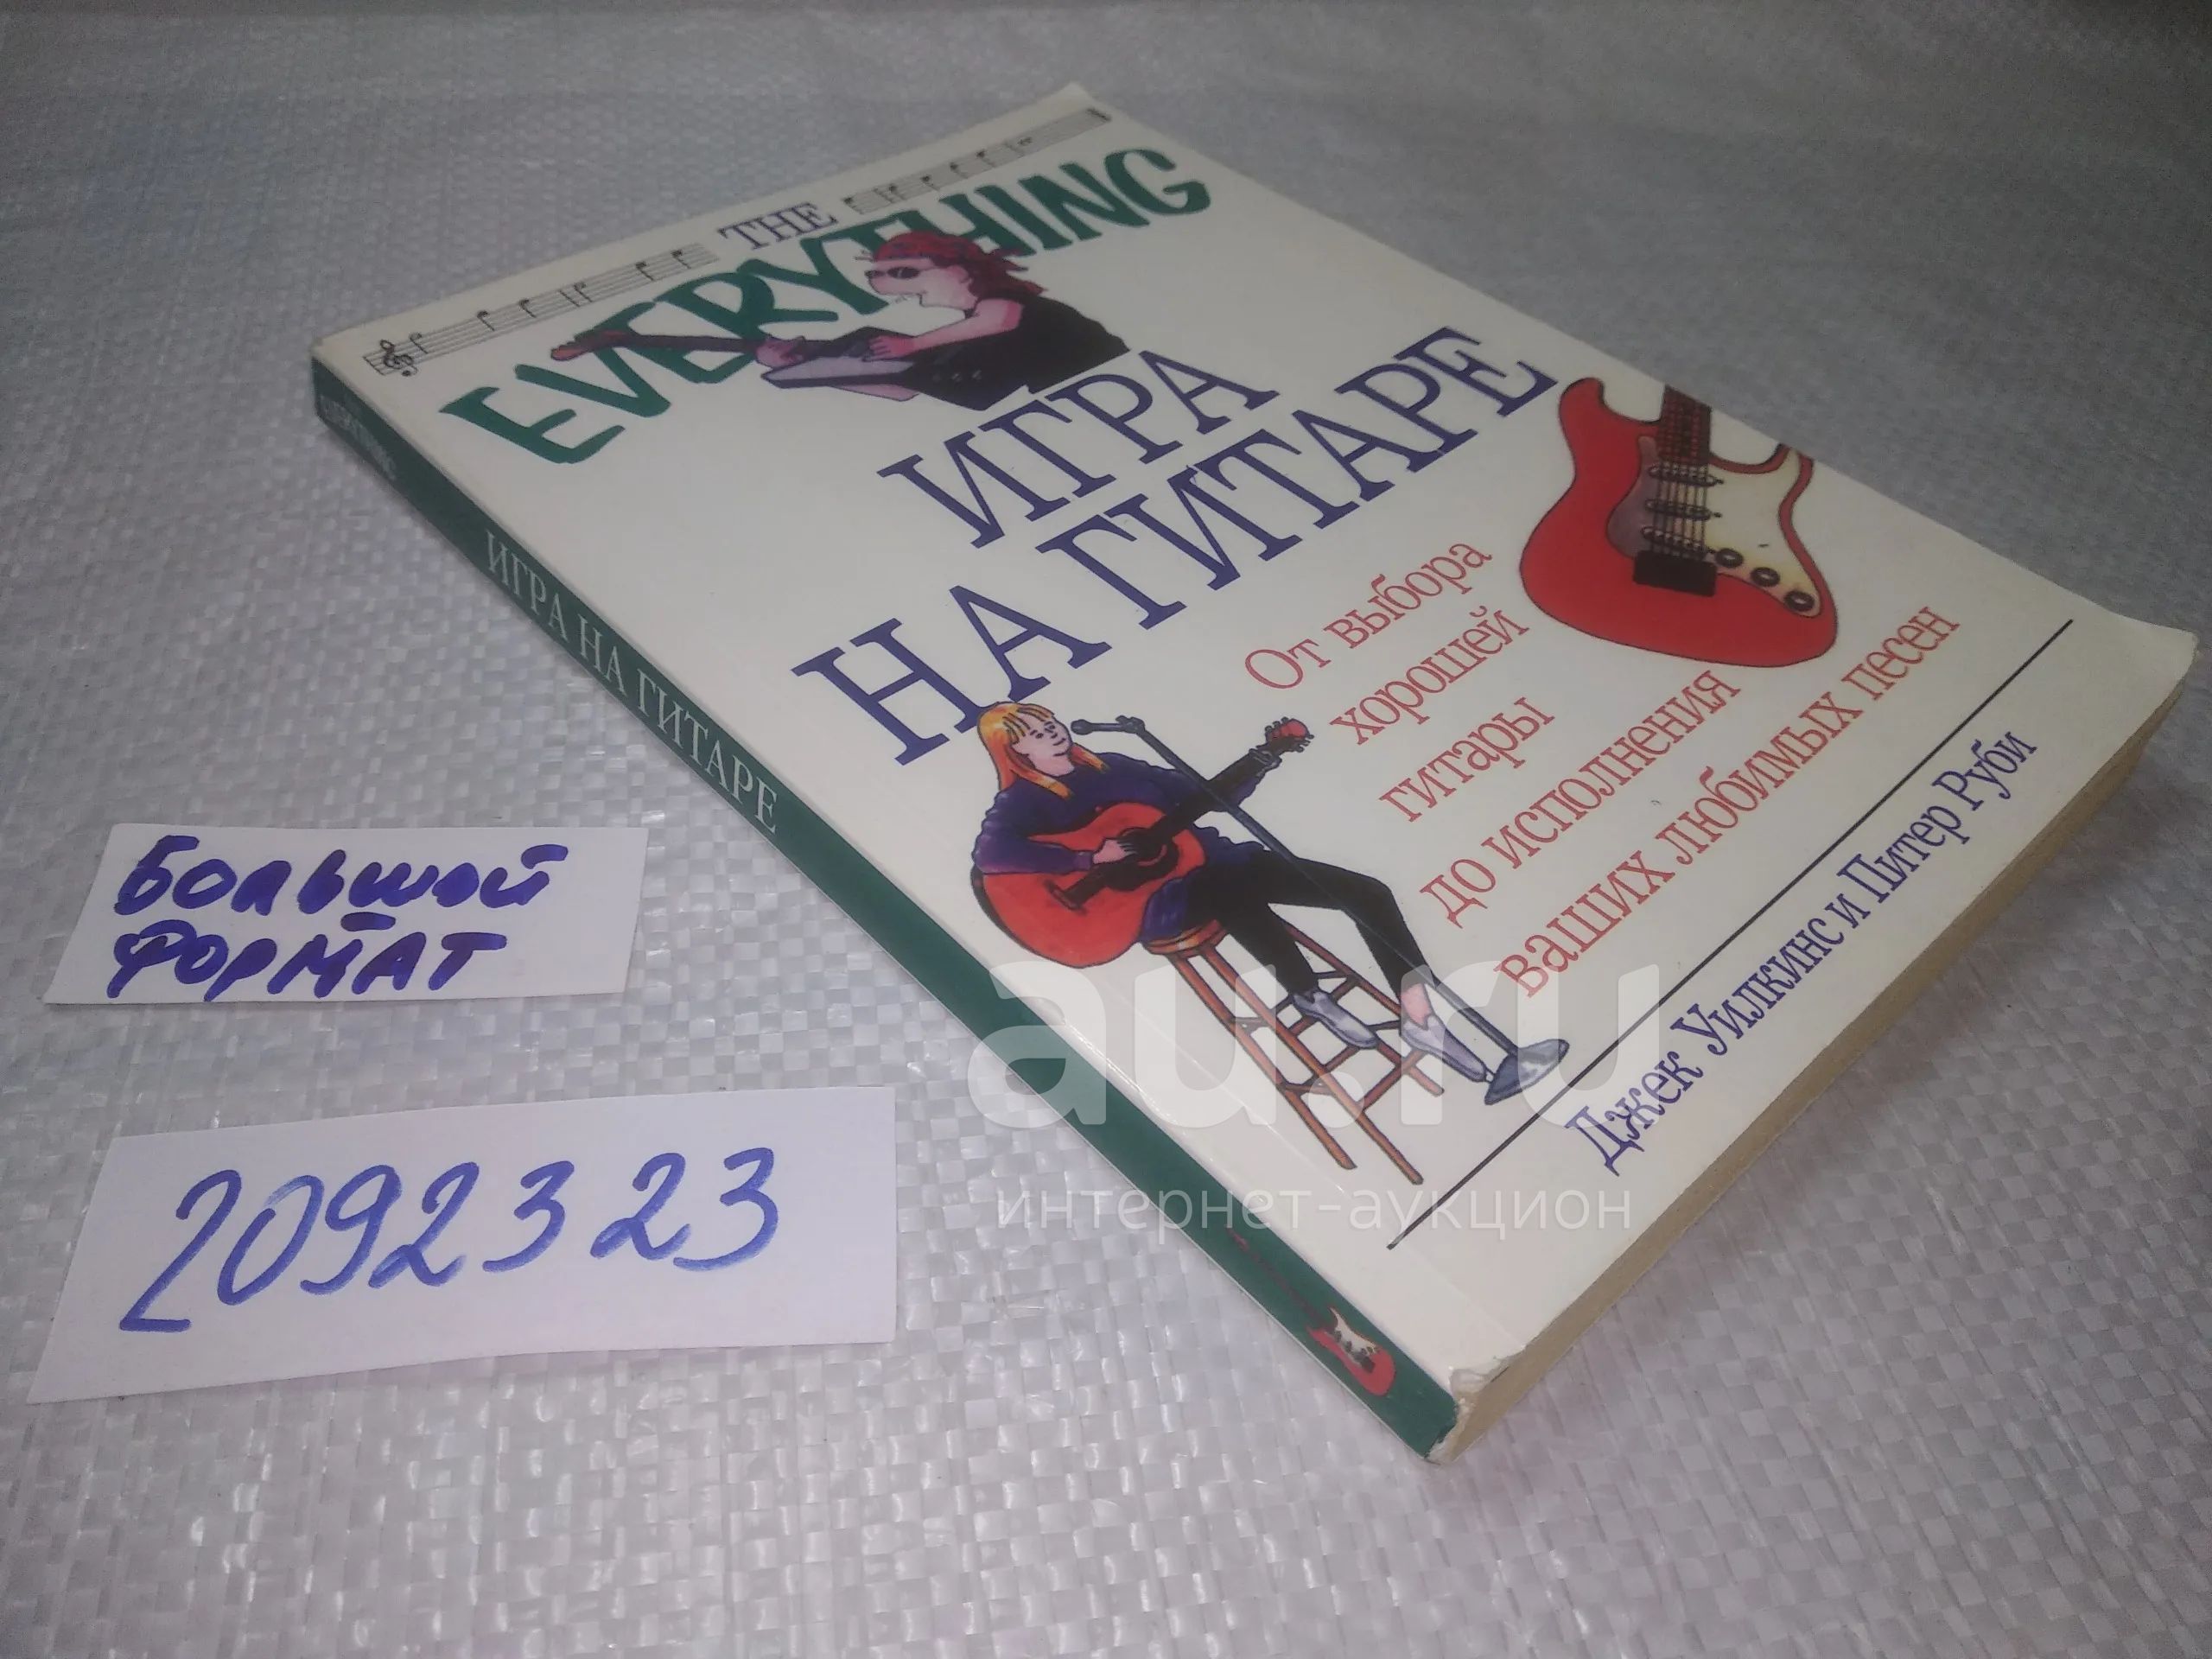 THE
EVERYTHING
ИГРА
НА ГИТАРЕ
От выбора
хорошей
гитары
до исполнения
ваших любимых песен
Джек Уилкинс и Питер Руби
EVERYTHING
ИГРА НА ГИТАРЕ
БОЛЬШОЙ
ФОРМАТ
2092323
au.ru
интернет-аукцион